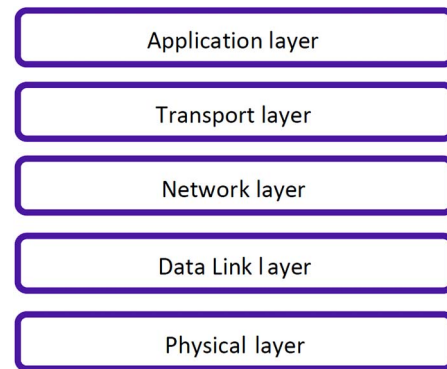 Application layer
Transport layer
Network layer
Data Link layer
Physical layer